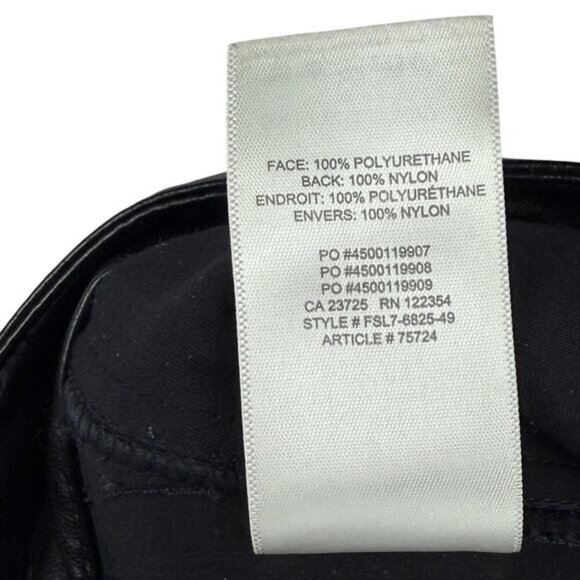 FACE: 100% POLYURETHANE
BACK: 100% NYLON
ENDROIT: 100% POLYURÉTHANE
ENVERS: 100% NYLON
PO #4500119907
PO #4500119908
PO #4500119909
CA 23725 RN 122354
STYLE # FSL7-6825-49
ARTICLE # 75724